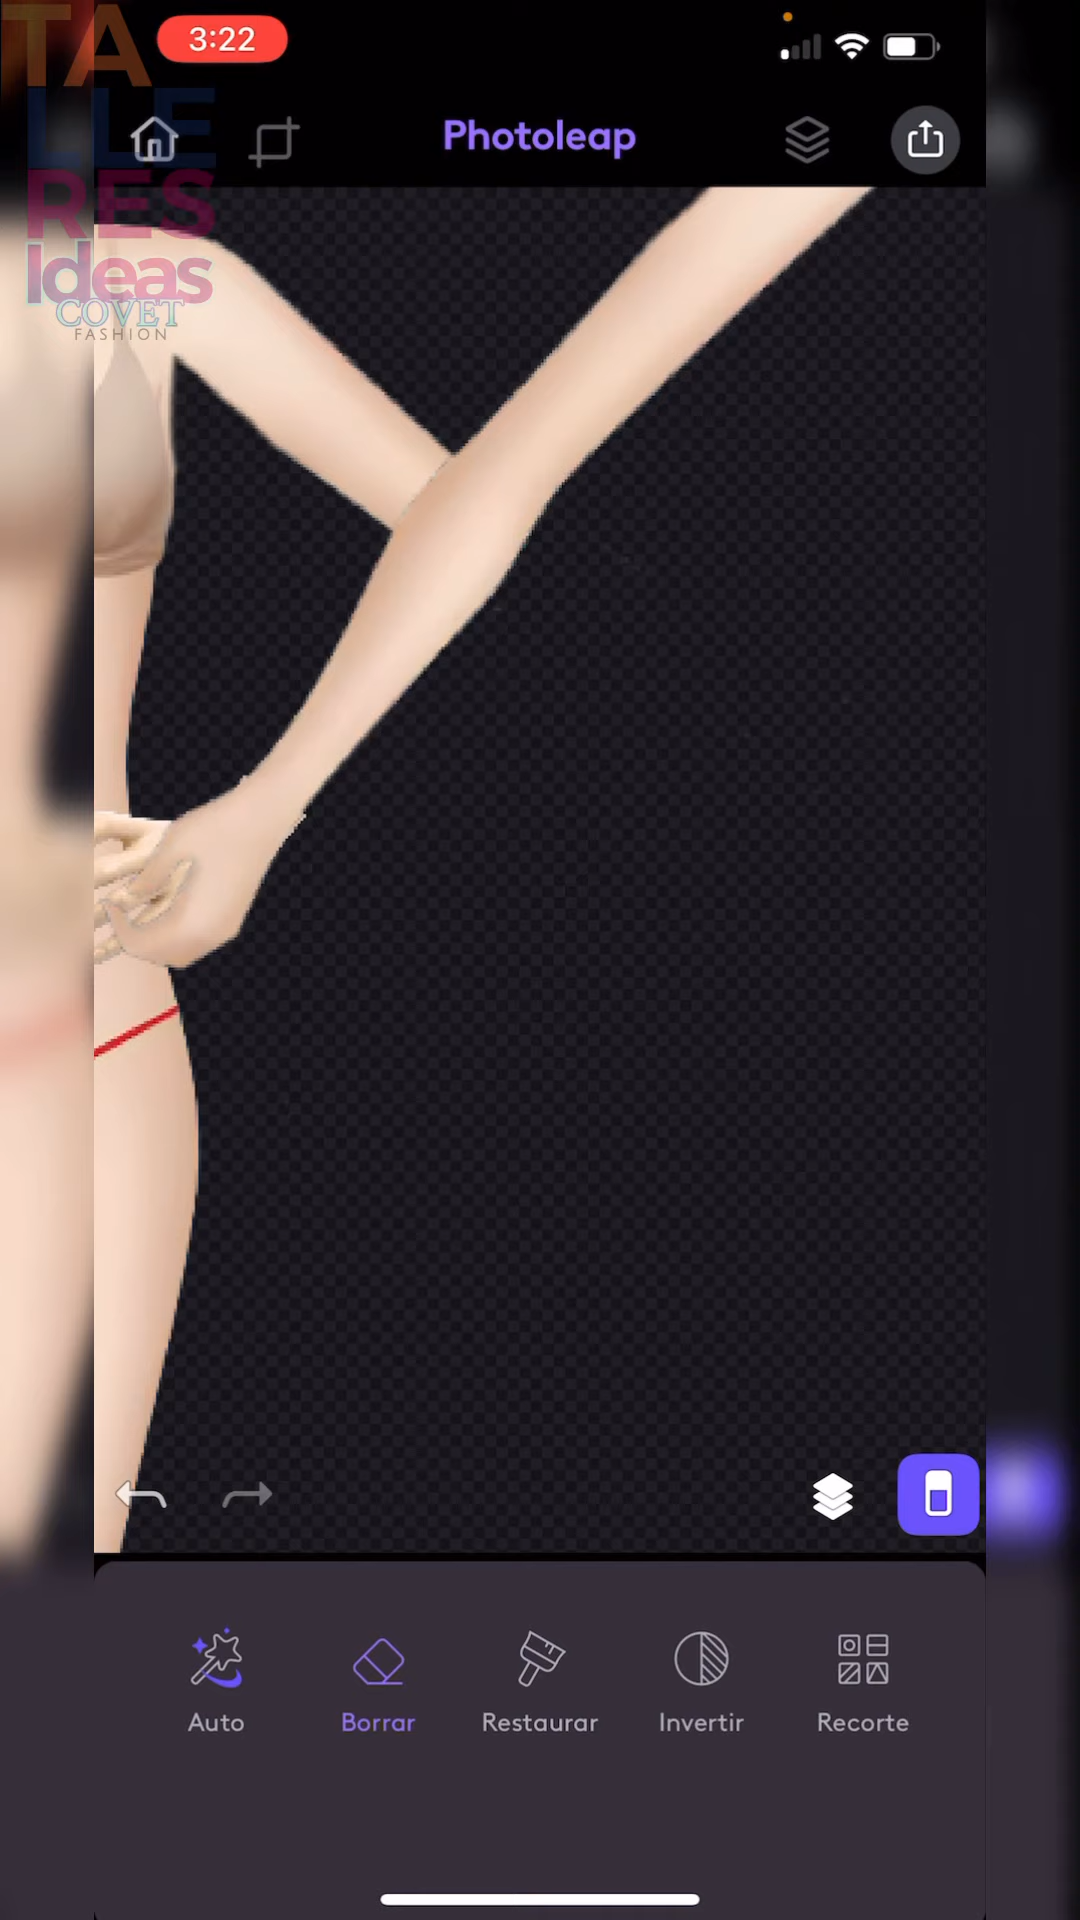 3:22
Photoleap
TA
LLE
RES
Ideas
COVET
FASHION
Auto
Borrar
Restaurar
Invertir
Recorte